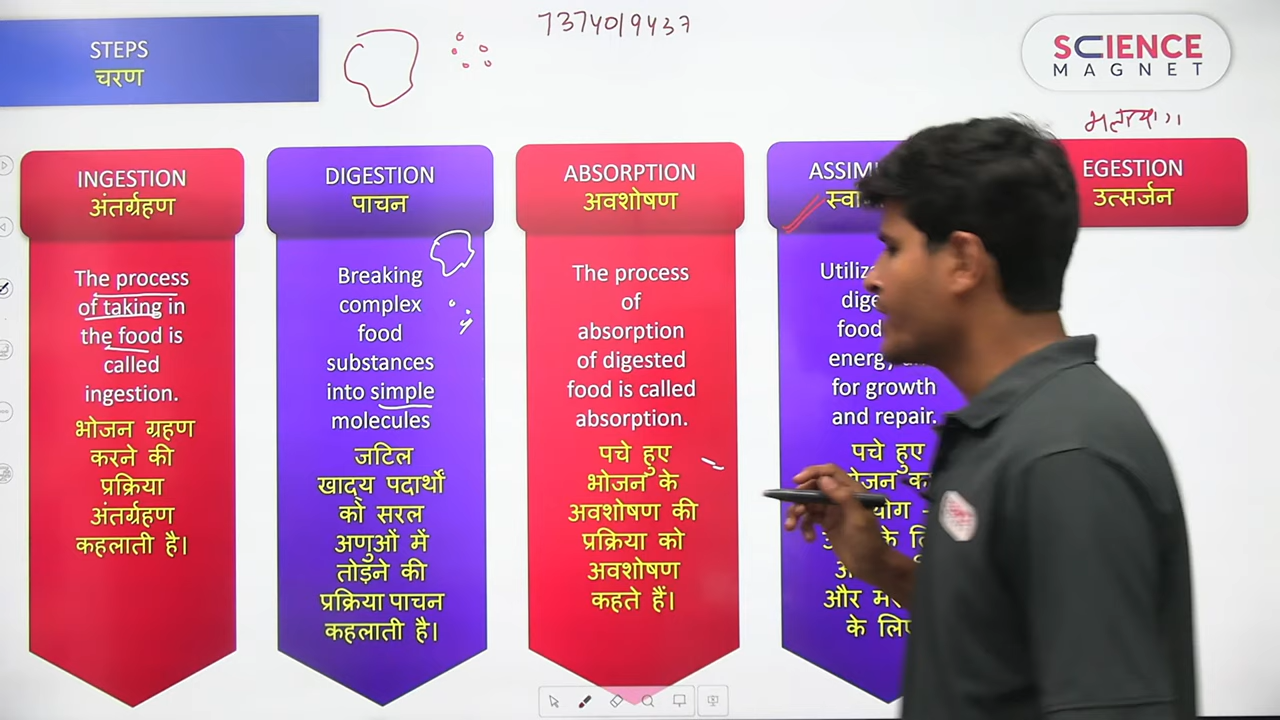 7374019437
STEPS
चरण
SCIENCE
MAGNET
INGESTION
अंतर्ग्रहण
The process
of taking in
the food is
called
ingestion.
भोजन ग्रहण
करने की
प्रक्रिया
अंतर्ग्रहण
कहलाती है।
DIGESTION
पाचन
Breaking
complex
food
substances
into simple
molecules
जटिल
खाद्य पदार्थों
को सरल
अणुओं में
तोड़ने की
प्रक्रिया पाचन
कहलाती है।
ABSORPTION
अवशोषण
The process
of
absorption
of digested
food is called
absorption.
पचे हुए
भोजन के
अवशोषण की
प्रक्रिया को
अवशोषण
कहते हैं।
food
for growth
and repair.
पचे हुए
के लिए
EGESTION
उत्सर्जन